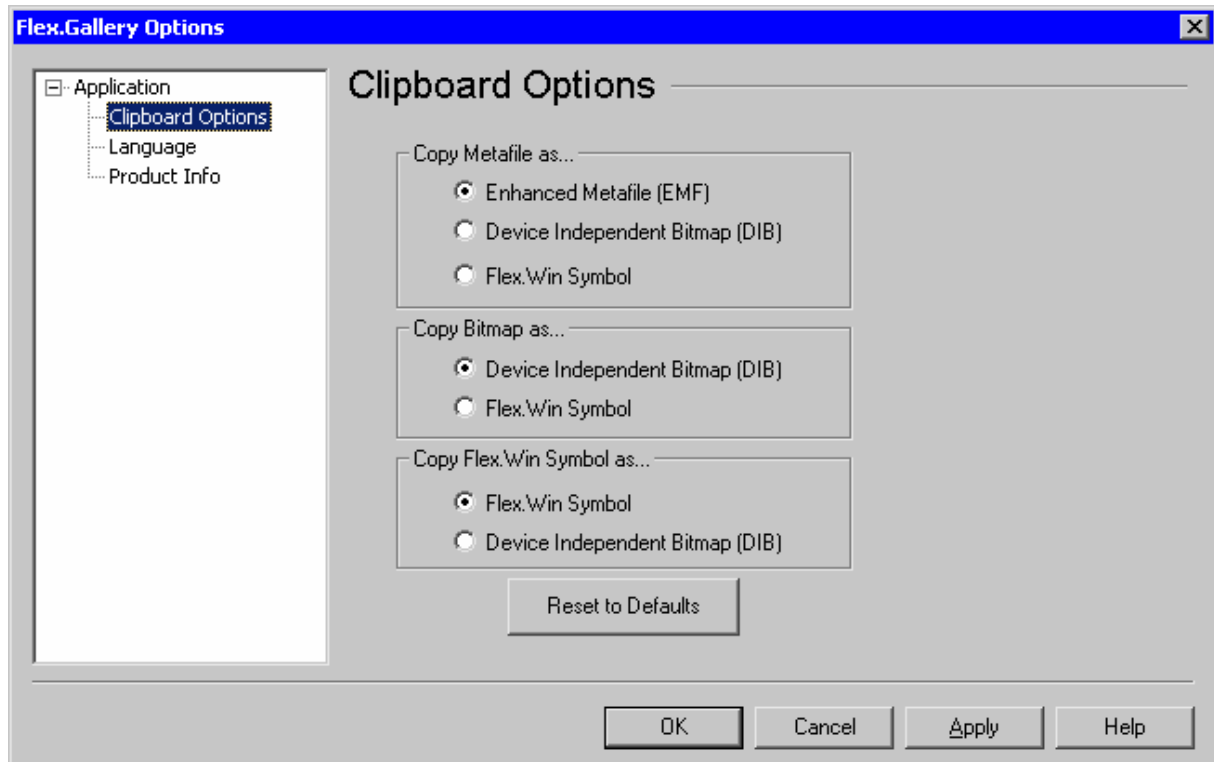 Flex.Gallery Options
Application
Clipboard Options
Language
Product Info
Clipboard Options
Copy Metafile as...
Enhanced Metafile (EMF)
Device Independent Bitmap (DIB)
Flex.Win Symbol
Copy Bitmap as...
Device Independent Bitmap (DIB)
Flex.Win Symbol
Copy Flex.Win Symbol as...
Flex.Win Symbol
Device Independent Bitmap (DIB)
Reset to Defaults
OK Cancel Apply Help